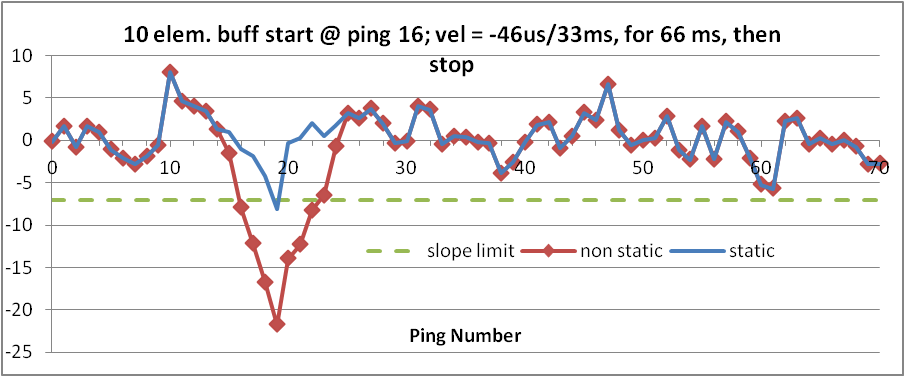 10 elem. buff start @ ping 16; vel = -46us/33ms, for 66 ms, then
stop
10
5
0
-5
-10
-15
-20
-25
0 10 20 30 40 50 60 70
slope limit non static static
Ping Number